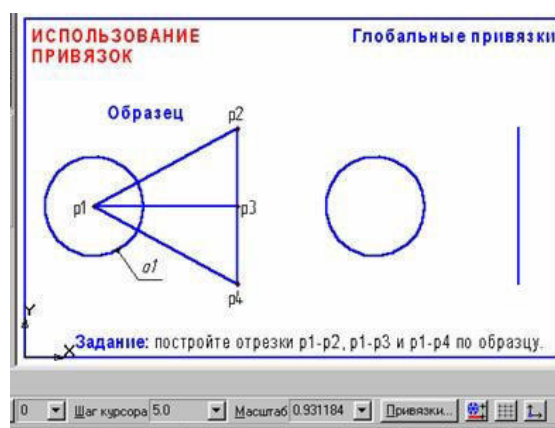 ИСПОЛЬЗОВАНИЕ
ПРИВЯЗОК
Глобальные привязки
Образец
p2
p1
p3
a1
p4
Y
X
Задание: постройте отрезки p1-p2, p1-p3 и p1-p4 по образцу.
0 Шаг курсора 5.0 Масштаб 0.931184 Привязки...